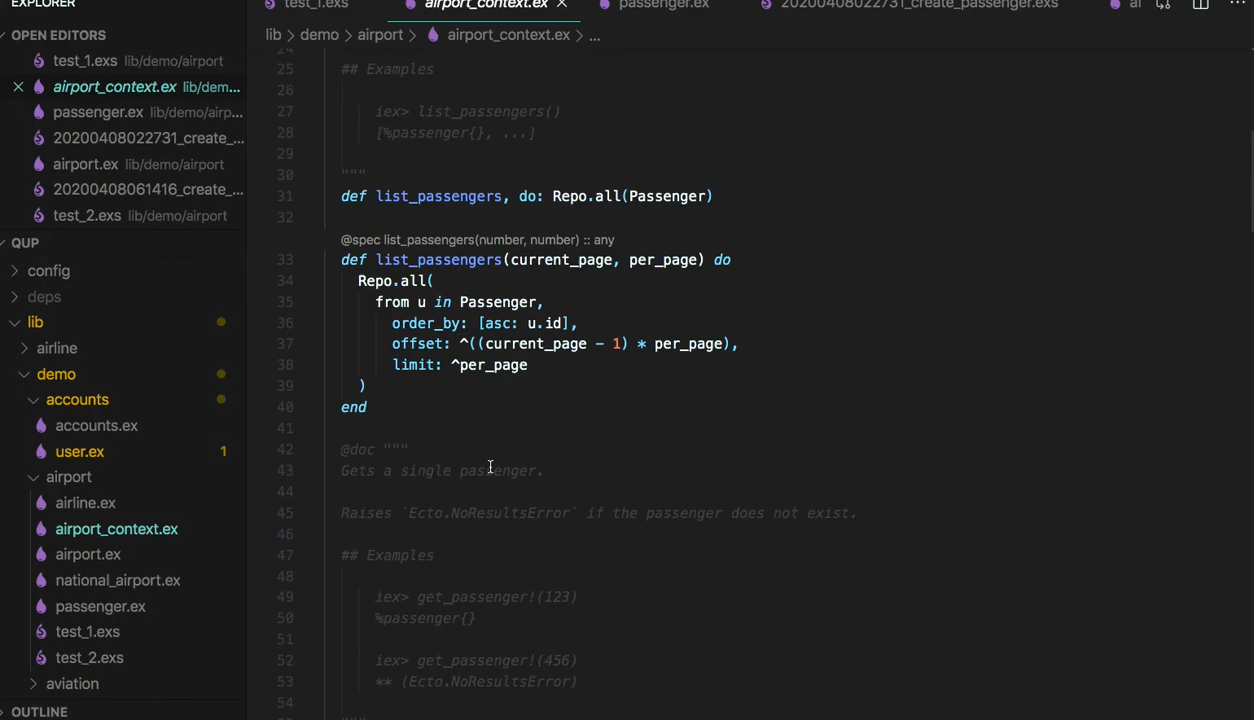 EXPLORER
OPEN EDITORS
test_1.exs lib/demo/airport
airport_context.ex lib/dem...
passenger.ex lib/demo/airp...
20200408022731_create_...
airport.ex lib/demo/airport
20200408061416_create_...
test_2.exs lib/demo/airport
QUP
config
deps
lib
airline
demo
accounts
accounts.ex
user.ex 1
airport
airline.ex
airport_context.ex
airport.ex
national_airport.ex
passenger.ex
test_1.exs
test_2.exs
aviation
OUTLINE
test_1.exs airport_context.ex passenger.ex 20200408022731_create_passenger.exs ai
lib > demo > airport > airport_context.ex > ...
24
25 ## Examples
26
27 iex> list_passengers()
28 [%passenger{}, ...]
29
30 """
31 def list_passengers, do: Repo.all(Passenger)
32
@spec list_passengers(number, number) :: any
33 def list_passengers(current_page, per_page) do
34 Repo.all(
35 from u in Passenger,
36 order_by: [asc: u.id],
37 offset: ^((current_page - 1) * per_page),
38 limit: ^per_page
39 )
40 end
41
42 @doc """
43 Gets a single passenger.
44
45 Raises `Ecto.NoResultsError` if the passenger does not exist.
46
47 ## Examples
48
49 iex> get_passenger!(123)
50 %passenger{}
51
52 iex> get_passenger!(456)
53 ** (Ecto.NoResultsError)
54
"""